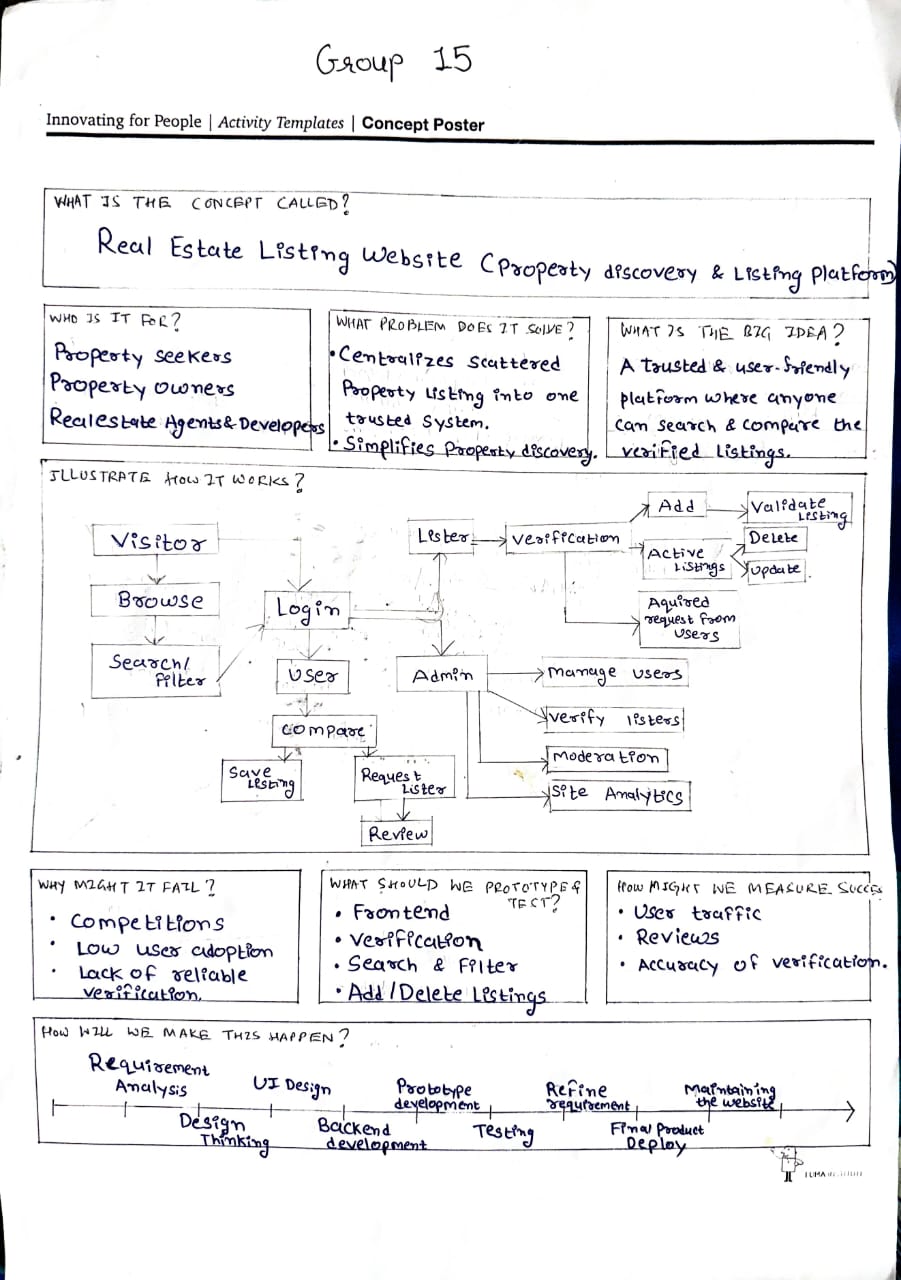 Group 15
Innovating for People | Activity Templates | Concept Poster
WHAT IS THE CONCEPT CALLED?
Real Estate Listing Website (Property discovery & Listing Platform)
WHO IS IT FOR?
Property seekers
Property owners
Realestate Agents & Developers
WHAT PROBLEM DOES IT SOLVE?
• Centralizes scattered
Property Listing into one
trusted system.
• Simplifies Property discovery.
WHAT IS THE BIG IDEA?
A trusted & user-friendly
platform where anyone
can search & compare the
verified Listings.
ILLUSTRATE HOW IT WORKS?
Visitor
Browse
Search/
Filter
Login
User
Compare
Save
Listing
Request
Lister
Review
Lister
Verification
Add
Validate
Listing
Active
Listings
Delete
Update
Aquired
request from
users
Admin
manage users
verify listers
Moderation
Site Analytics
WHY MIGHT IT FAIL?
• Competitions
• Low user adoption
• Lack of reliable
verification.
WHAT SHOULD WE PROTOTYPE &
TEST?
• Frontend
• Verification
• Search & Filter
• Add/Delete Listings
HOW MIGHT WE MEASURE SUCCES
• User traffic
• Reviews
• Accuracy of verification.
HOW WILL WE MAKE THIS HAPPEN?
Requirement
Analysis
Design
Thinking
UI Design
Backend
development
Prototype
development
Testing
Refine
requirement
Final Product
Deploy
Maintaining
the website
LUMA